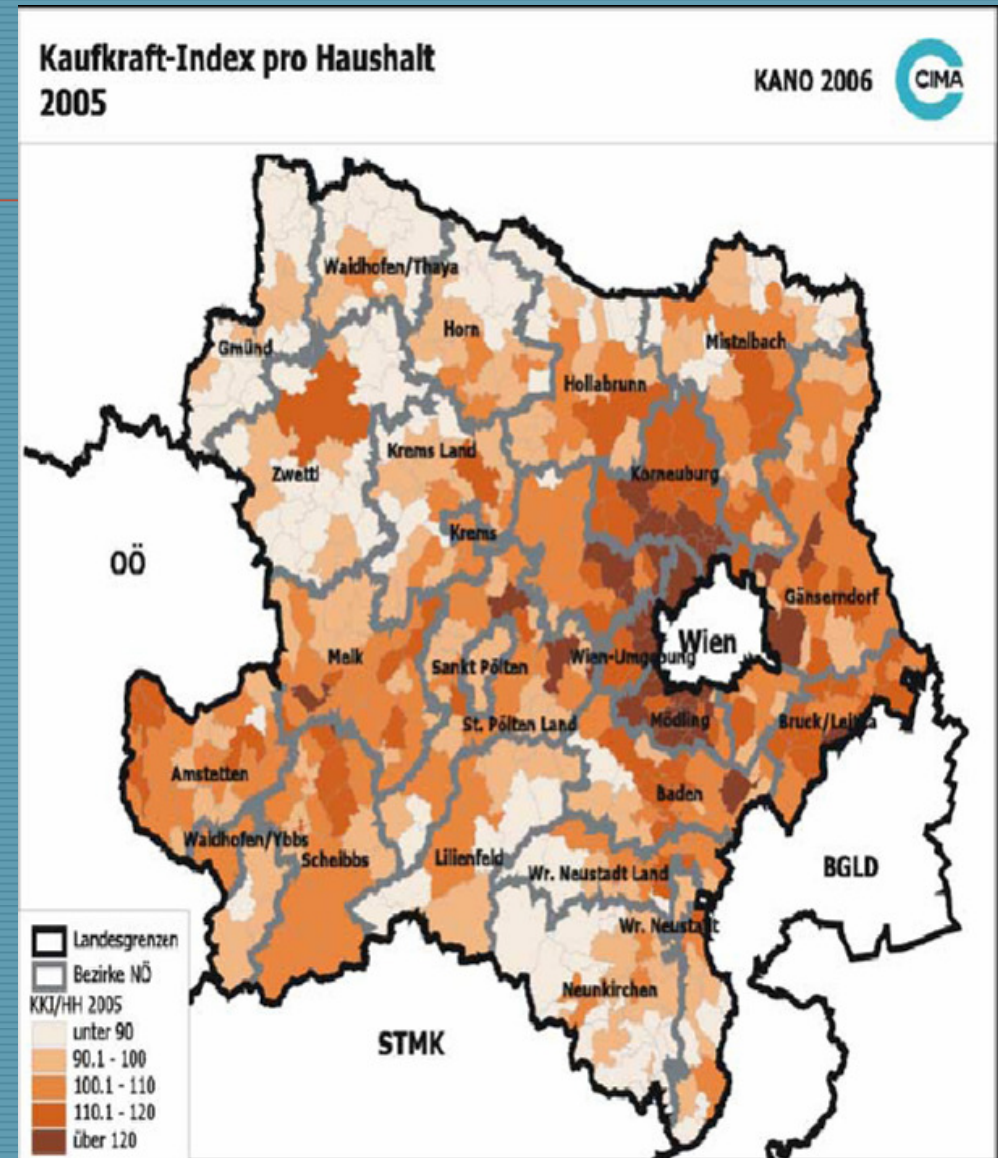 Kaufkraft-Index pro Haushalt
2005
KANO 2006
CIMA
Waidhofen/Thaya
Horn
Gmünd
Mistelbach
Hollabrunn
Krems Land
Zwettl
Korneuburg
Krems
OÖ
Gänserndorf
Wien
Melk
Sankt Pölten
Wien-Umgebung
St. Pölten Land
Mödling
Bruck/Leitha
Amstetten
Baden
Waidhofen/Ybbs
Scheibbs
Lilienfeld
Wr. Neustadt Land
BGLD
Wr. Neustadt
Neunkirchen
STMK
Landesgrenzen
Bezirke NÖ
KKI/HH 2005
unter 90
90.1 - 100
100.1 - 110
110.1 - 120
über 120